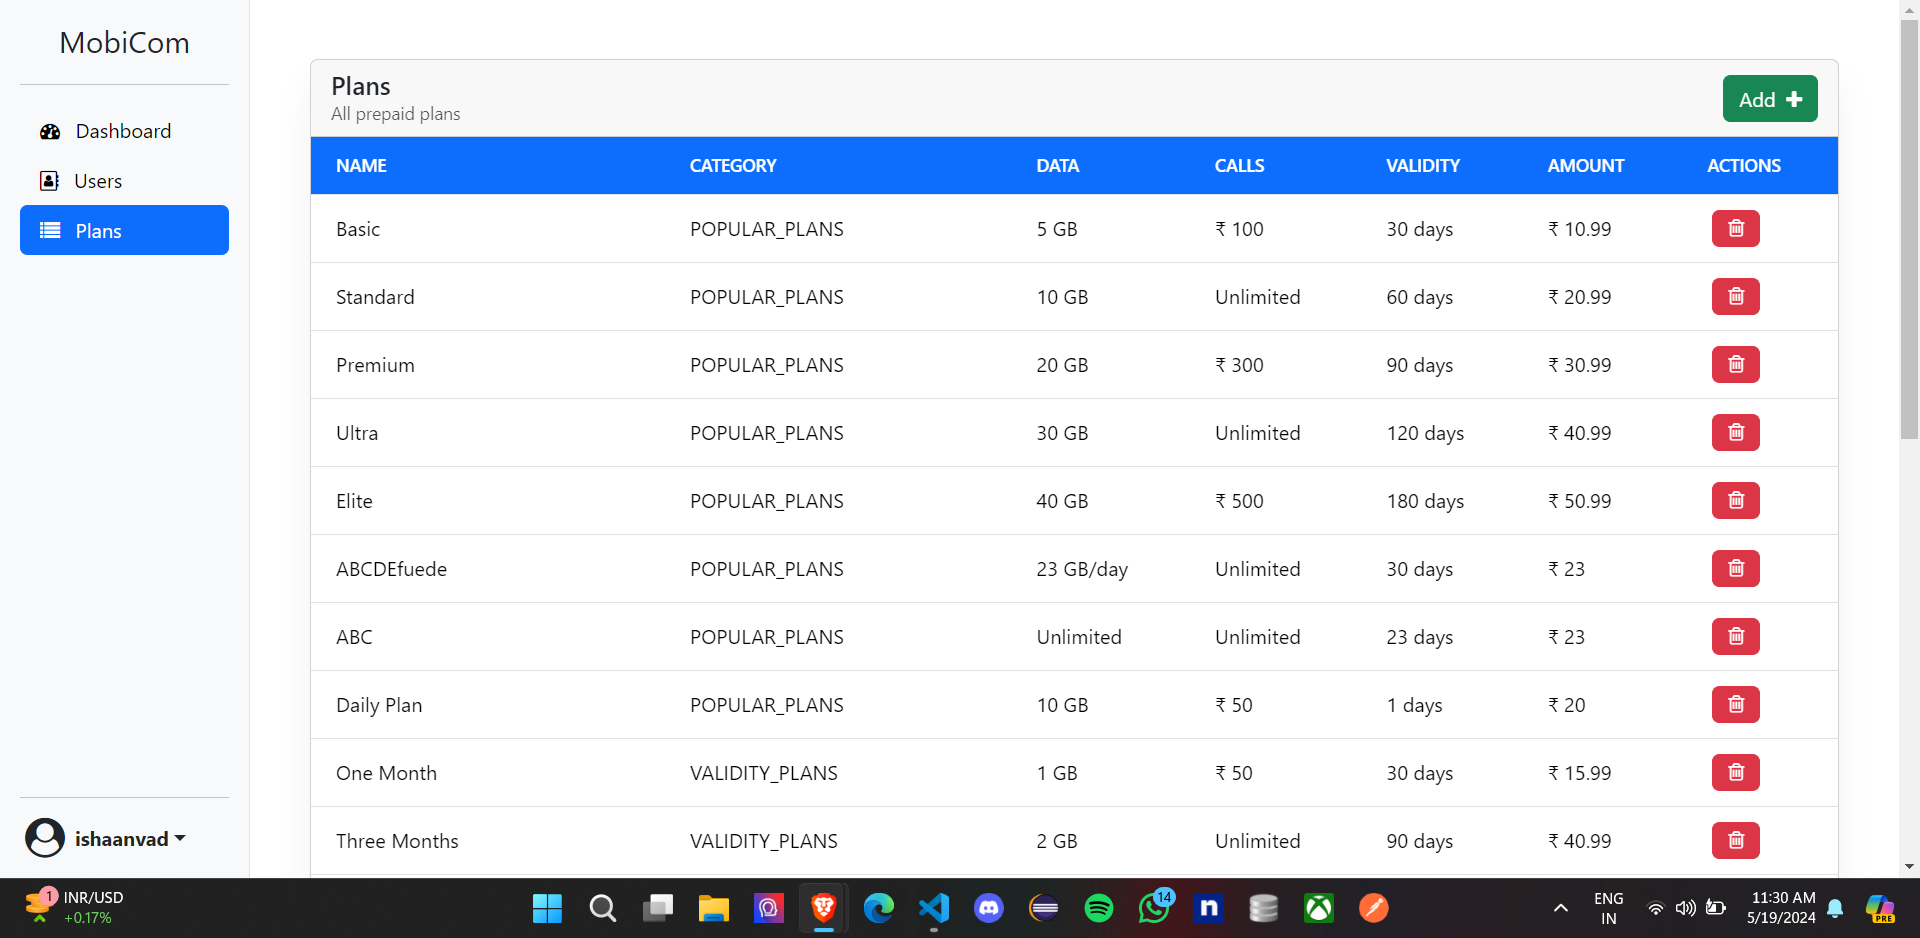 MobiCom
Dashboard
Users
Plans
ishaanvad
Plans
All prepaid plans
Add
NAME CATEGORY DATA CALLS VALIDITY AMOUNT ACTIONS
Basic POPULAR_PLANS 5 GB ₹ 100 30 days ₹ 10.99
Standard POPULAR_PLANS 10 GB Unlimited 60 days ₹ 20.99
Premium POPULAR_PLANS 20 GB ₹ 300 90 days ₹ 30.99
Ultra POPULAR_PLANS 30 GB Unlimited 120 days ₹ 40.99
Elite POPULAR_PLANS 40 GB ₹ 500 180 days ₹ 50.99
ABCDEfuede POPULAR_PLANS 23 GB/day Unlimited 30 days ₹ 23
ABC POPULAR_PLANS Unlimited Unlimited 23 days ₹ 23
Daily Plan POPULAR_PLANS 10 GB ₹ 50 1 days ₹ 20
One Month VALIDITY_PLANS 1 GB ₹ 50 30 days ₹ 15.99
Three Months VALIDITY_PLANS 2 GB Unlimited 90 days ₹ 40.99
1
INR/USD
+0.17%
14
n
ENG
IN
11:30 AM
5/19/2024
PRE